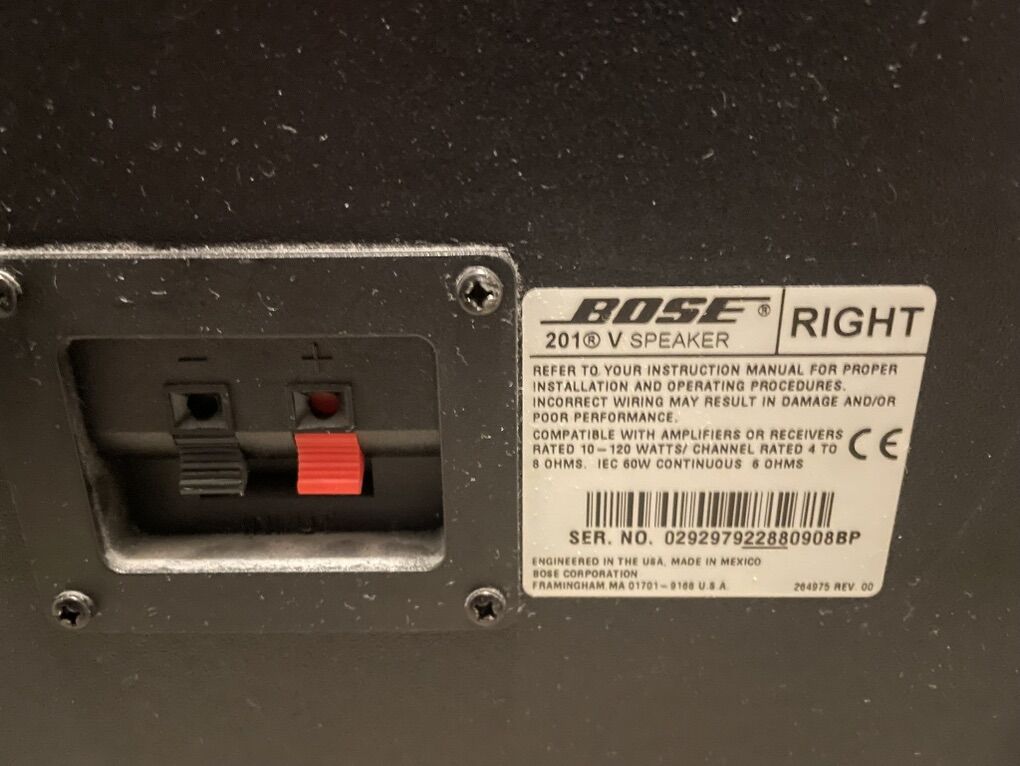 - +
BOSE®
RIGHT
201® V SPEAKER
REFER TO YOUR INSTRUCTION MANUAL FOR PROPER
INSTALLATION AND OPERATING PROCEDURES.
INCORRECT WIRING MAY RESULT IN DAMAGE AND/OR
POOR PERFORMANCE.
COMPATIBLE WITH AMPLIFIERS OR RECEIVERS
RATED 10-120 WATTS/ CHANNEL RATED 4 TO
8 OHMS. IEC 60W CONTINUOUS 6 OHMS
CE
SER. NO. 029297922880908BP
ENGINEERED IN THE USA, MADE IN MEXICO
BOSE CORPORATION
FRAMINGHAM MA 01701-9168 U.S.A.
264975 REV. 00